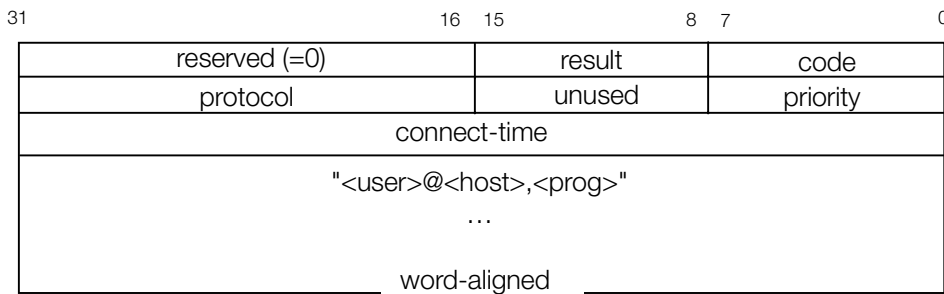 31 16 15 8 7 0
reserved (=0) result code
protocol unused priority
connect-time
"<user>@<host>,<prog>"
…
word-aligned